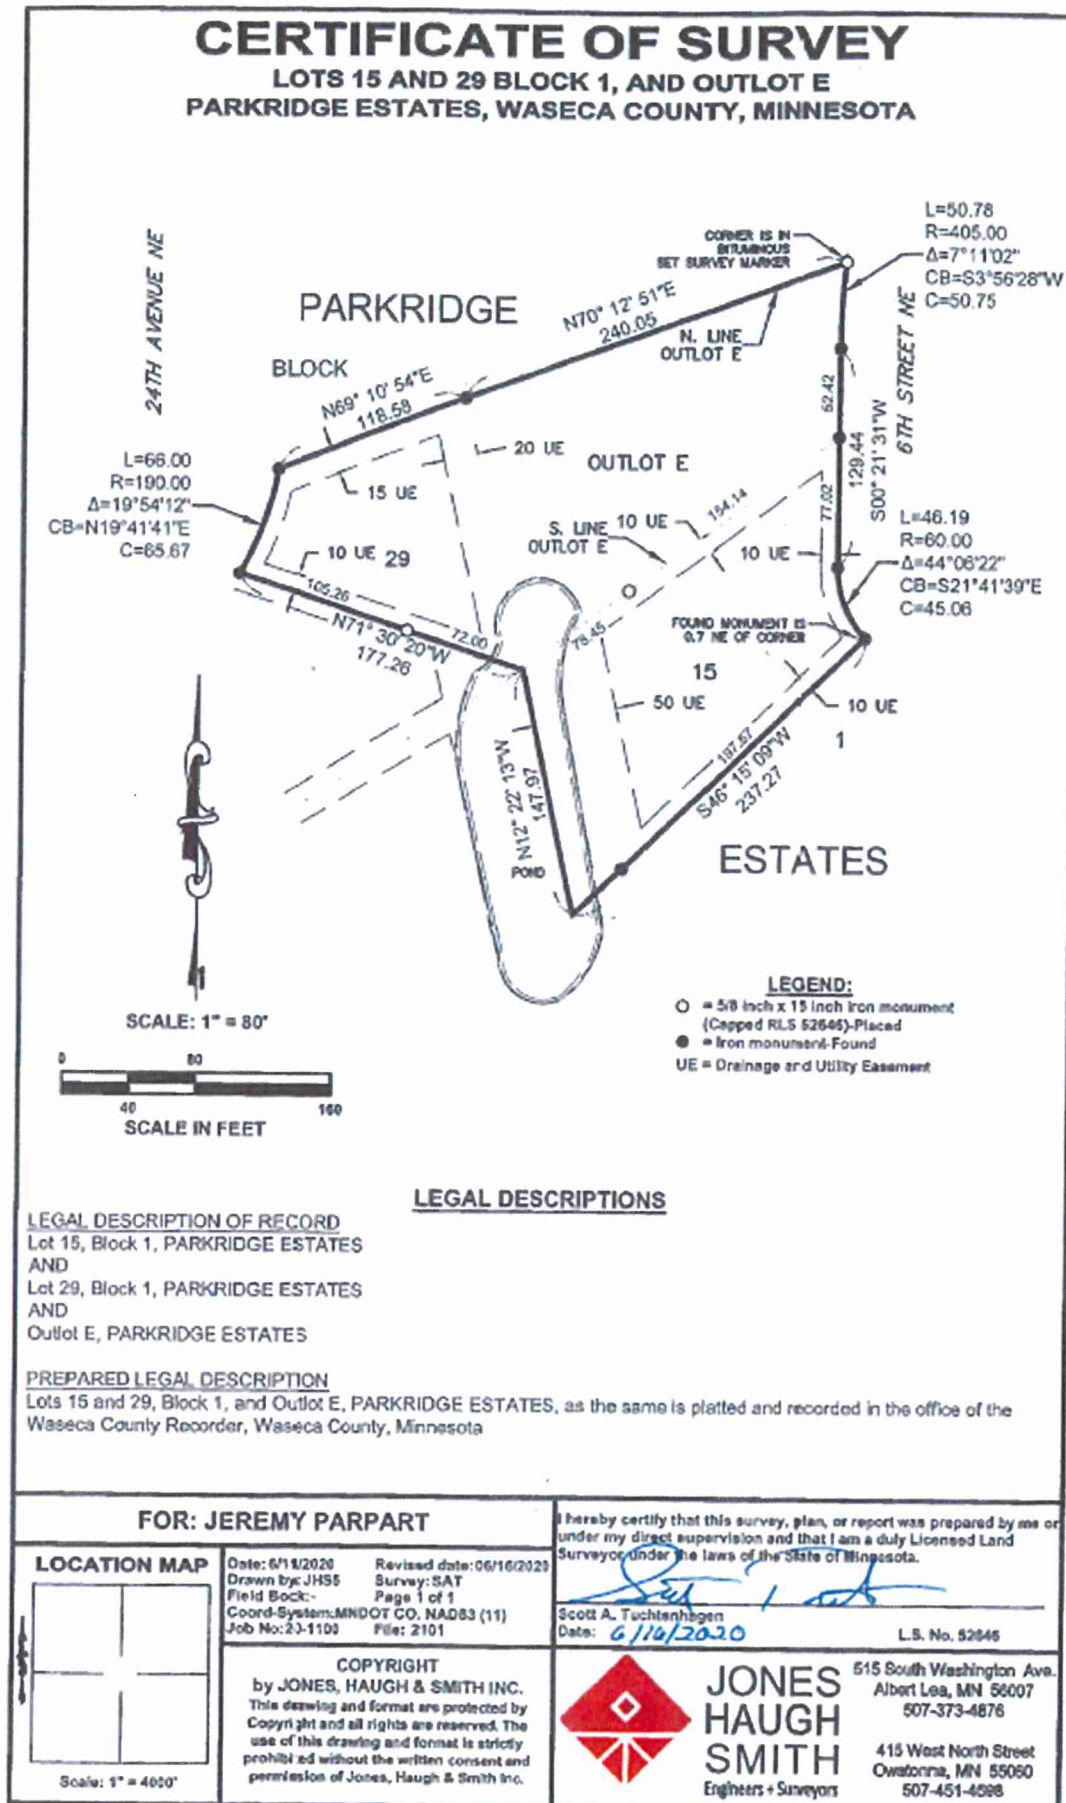 CERTIFICATE OF SURVEY
LOTS 15 AND 29 BLOCK 1, AND OUTLOT E
PARKRIDGE ESTATES, WASECA COUNTY, MINNESOTA
24TH AVENUE NE
PARKRIDGE
BLOCK
CORNER IS IN
BITUMINOUS
SET SURVEY MARKER
L=50.78
R=405.00
Δ=7°11'02"
CB=S3°56'28"W
C=50.75
N70° 12' 51"E
240.05
N. LINE
OUTLOT E
6TH STREET NE
N69° 10' 54"E
118.58
20 UE
OUTLOT E
15 UE
L=66.00
R=190.00
Δ=19°54'12"
CB=N19°41'41"E
C=65.67
52.42
129.44
S00° 21' 31"W
77.02
S. LINE
OUTLOT E
10 UE
154.14
10 UE
L=46.19
R=60.00
Δ=44°06'22"
CB=S21°41'39"E
C=45.06
10 UE 29
105.26
N71° 30' 20"W
177.26
72.00
78.45
FOUND MONUMENT IS
0.7 NE OF CORNER
15
50 UE
10 UE
1
197.67
S46° 15' 09"W
237.27
N12° 22' 13"W
147.97
POND
ESTATES
SCALE: 1" = 80'
0 80
40 160
SCALE IN FEET
LEGEND:
= 5/8 inch x 15 inch iron monument
(Capped RLS 52646)-Placed
= Iron monument-Found
UE = Drainage and Utility Easement
LEGAL DESCRIPTIONS
LEGAL DESCRIPTION OF RECORD
Lot 15, Block 1, PARKRIDGE ESTATES
AND
Lot 29, Block 1, PARKRIDGE ESTATES
AND
Outlot E, PARKRIDGE ESTATES
PREPARED LEGAL DESCRIPTION
Lots 15 and 29, Block 1, and Outlot E, PARKRIDGE ESTATES, as the same is platted and recorded in the office of the
Waseca County Recorder, Waseca County, Minnesota
FOR: JEREMY PARPART
LOCATION MAP
Scale: 1" = 4000'
Date: 6/11/2020 Revised date: 06/16/2020
Drawn by: JHS5 Survey: SAT
Field Book:- Page 1 of 1
Coord-System: MNDOT CO. NAD83 (11)
Job No: 20-1100 File: 2101
COPYRIGHT
by JONES, HAUGH & SMITH INC.
This drawing and format are protected by
Copyright and all rights are reserved. The
use of this drawing and format is strictly
prohibited without the written consent and
permission of Jones, Haugh & Smith Inc.
I hereby certify that this survey, plan, or report was prepared by me or
under my direct supervision and that I am a duly Licensed Land
Surveyor under the laws of the State of Minnesota.
Scott A. Tuchtenhagen
Date: 6/16/2020 L.S. No. 52646
JONES
HAUGH
SMITH
Engineers + Surveyors
515 South Washington Ave.
Albert Lea, MN 56007
507-373-4876
415 West North Street
Owatonna, MN 55060
507-451-4598